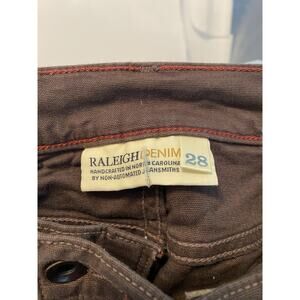 RALEIGH DENIM
HANDCRAFTED IN NORTH CAROLINA
BY NON-AUTOMATED JEANSMITHS
28